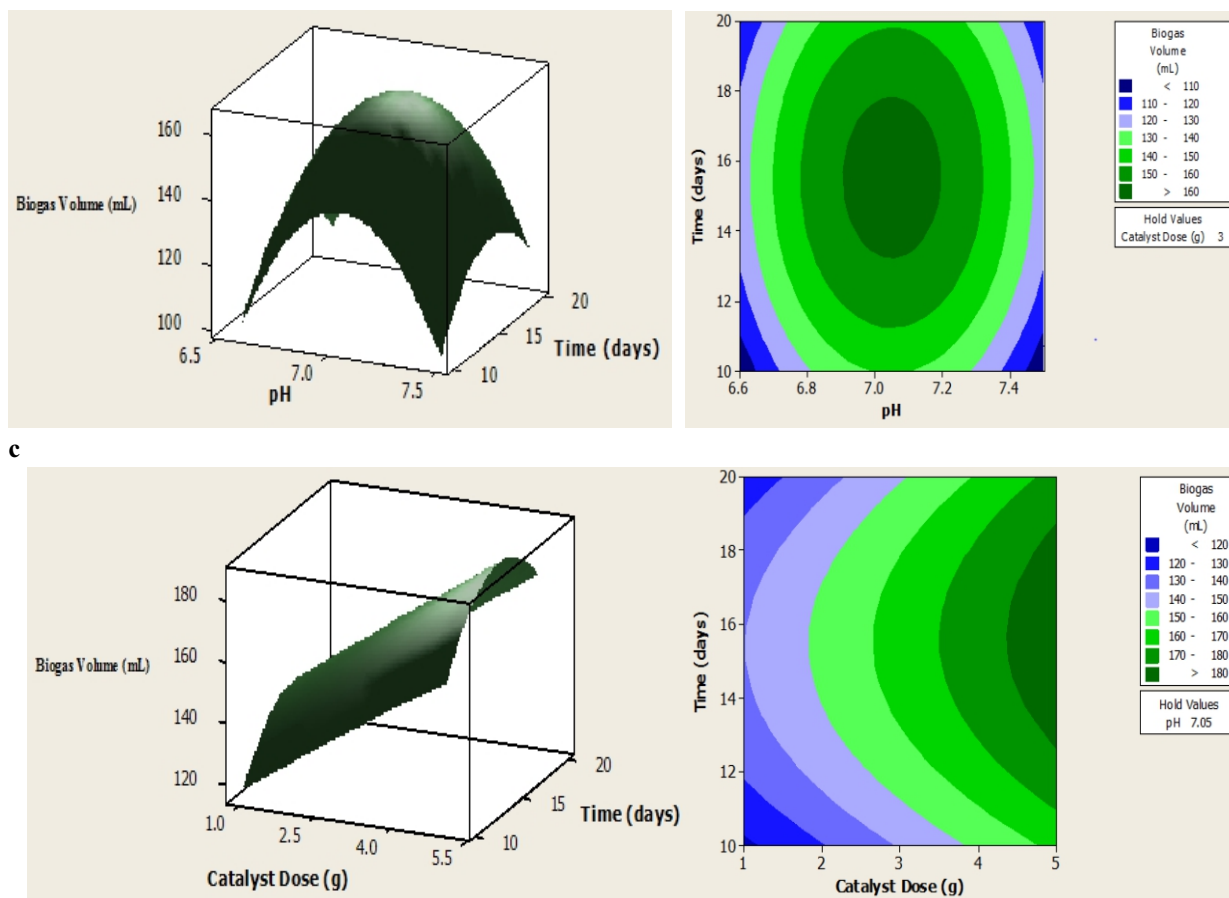 160
140
120
100
Biogas Volume (mL)
6.5
7.0
7.5
pH
10
15
20
Time (days)
20
18
16
14
12
10
Time (days)
6.6
6.8
7.0
7.2
7.4
pH
Biogas
Volume
(mL)
< 110
110 - 120
120 - 130
130 - 140
140 - 150
150 - 160
> 160
Hold Values
Catalyst Dose (g) 3
c
180
160
140
120
Biogas Volume (mL)
1.0
2.5
4.0
5.5
Catalyst Dose (g)
10
15
20
Time (days)
20
18
16
14
12
10
Time (days)
1
2
3
4
5
Catalyst Dose (g)
Biogas
Volume
(mL)
< 120
120 - 130
130 - 140
140 - 150
150 - 160
160 - 170
170 - 180
> 180
Hold Values
pH 7.05